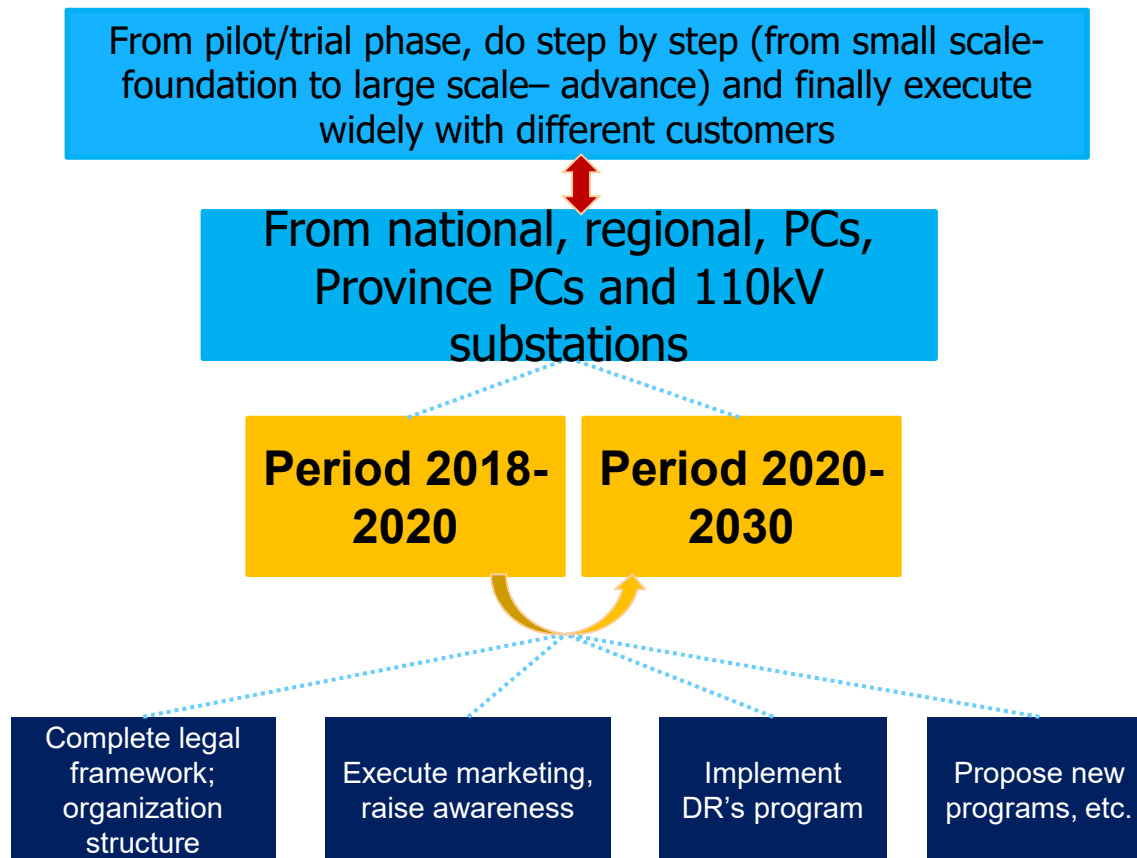 From pilot/trial phase, do step by step (from small scale-
foundation to large scale– advance) and finally execute
widely with different customers
From national, regional, PCs,
Province PCs and 110kV
substations
Period 2018-
2020
Period 2020-
2030
Complete legal
framework;
organization
structure
Execute marketing,
raise awareness
Implement
DR’s program
Propose new
programs, etc.